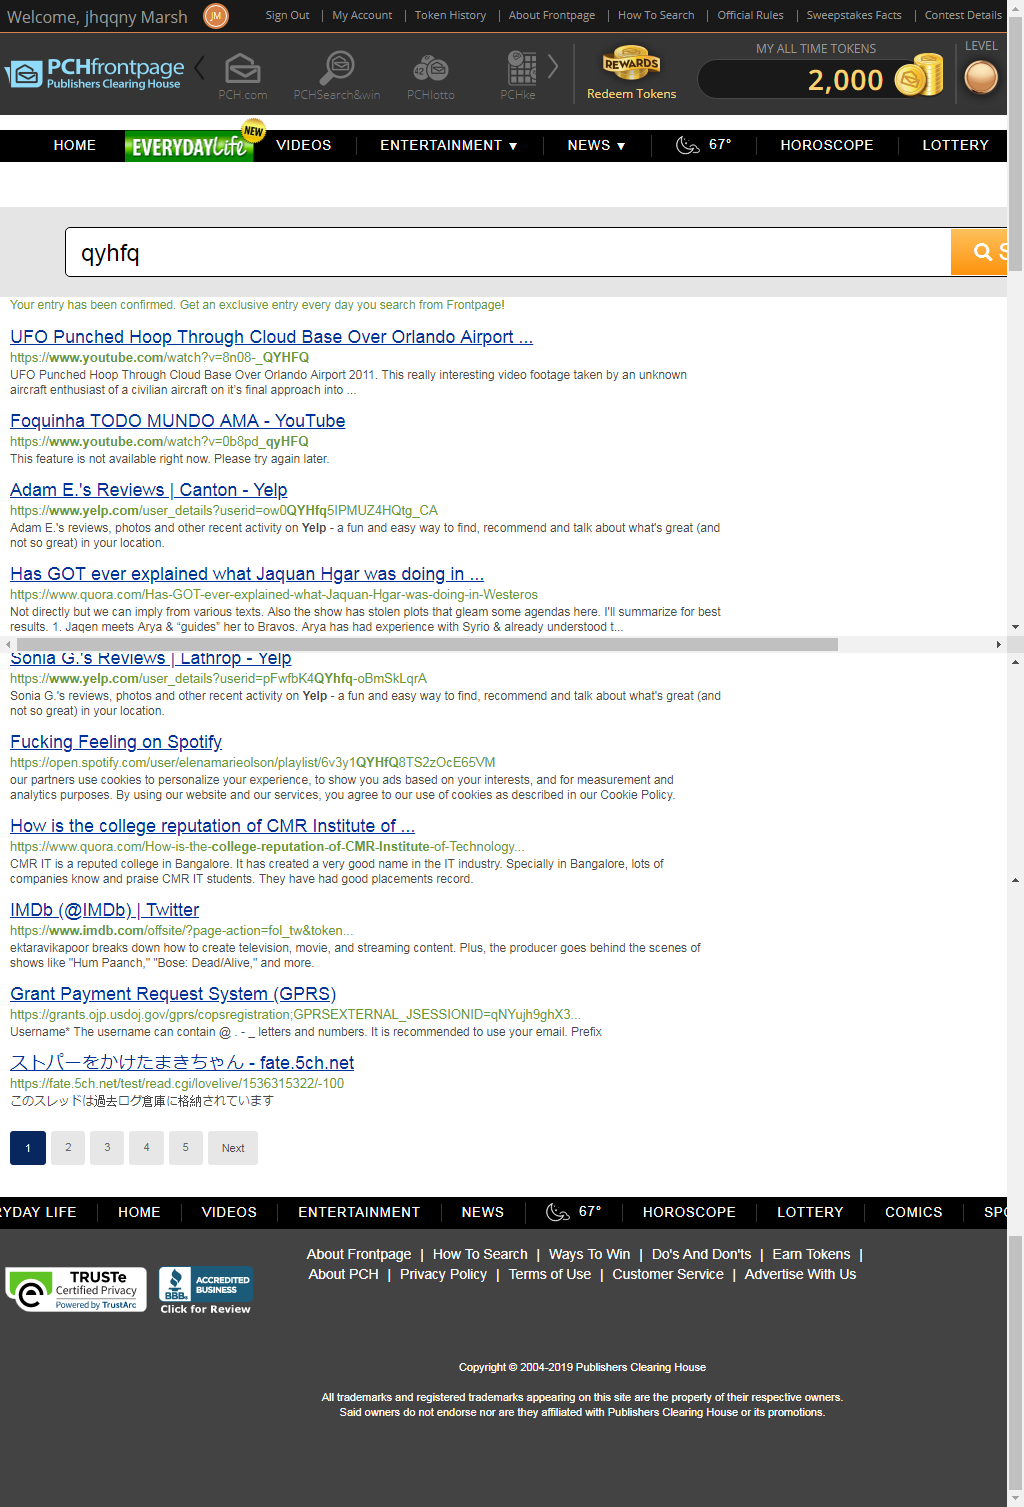 Welcome, jhqqny Marsh
JM
Sign Out | My Account | Token History | About Frontpage | How To Search | Official Rules | Sweepstakes Facts | Contest Details
PCHfrontpage
Publishers Clearing House
PCH.com
PCHSearch&win
42
PCHlotto
PCHke
REWARDS
Redeem Tokens
MY ALL TIME TOKENS
2,000
LEVEL
HOME
EVERYDAY Life
NEW
VIDEOS
ENTERTAINMENT ▼
NEWS ▼
67°
HOROSCOPE
LOTTERY
qyhfq
S
Your entry has been confirmed. Get an exclusive entry every day you search from Frontpage!
UFO Punched Hoop Through Cloud Base Over Orlando Airport ...
https://www.youtube.com/watch?v=8n08-_QYHFQ
UFO Punched Hoop Through Cloud Base Over Orlando Airport 2011. This really interesting video footage taken by an unknown
aircraft enthusiast of a civilian aircraft on it's final approach into ...
Foquinha TODO MUNDO AMA - YouTube
https://www.youtube.com/watch?v=0b8pd_qyHFQ
This feature is not available right now. Please try again later.
Adam E.'s Reviews | Canton - Yelp
https://www.yelp.com/user_details?userid=ow0QYHfq5IPMUZ4HQtg_CA
Adam E.'s reviews, photos and other recent activity on Yelp - a fun and easy way to find, recommend and talk about what's great (and
not so great) in your location.
Has GOT ever explained what Jaquan Hgar was doing in ...
https://www.quora.com/Has-GOT-ever-explained-what-Jaquan-Hgar-was-doing-in-Westeros
Not directly but we can imply from various texts. Also the show has stolen plots that gleam some agendas here. I'll summarize for best
results. 1. Jaqen meets Arya & “guides” her to Bravos. Arya has had experience with Syrio & already understood t...
Sonia G.'s Reviews | Lathrop - Yelp
https://www.yelp.com/user_details?userid=pFwfbK4QYhfq-oBmSkLqrA
Sonia G.'s reviews, photos and other recent activity on Yelp - a fun and easy way to find, recommend and talk about what's great (and
not so great) in your location.
Fucking Feeling on Spotify
https://open.spotify.com/user/elenamarieolson/playlist/6v3y1QYHfQ8TS2zOcE65VM
our partners use cookies to personalize your experience, to show you ads based on your interests, and for measurement and
analytics purposes. By using our website and our services, you agree to our use of cookies as described in our Cookie Policy.
How is the college reputation of CMR Institute of ...
https://www.quora.com/How-is-the-college-reputation-of-CMR-Institute-of-Technology...
CMR IT is a reputed college in Bangalore. It has created a very good name in the IT industry. Specially in Bangalore, lots of
companies know and praise CMR IT students. They have had good placements record.
IMDb (@IMDb) | Twitter
https://www.imdb.com/offsite/?page-action=fol_tw&token...
ektaravikapoor breaks down how to create television, movie, and streaming content. Plus, the producer goes behind the scenes of
shows like "Hum Paanch," "Bose: Dead/Alive," and more.
Grant Payment Request System (GPRS)
https://grants.ojp.usdoj.gov/gprs/copsregistration;GPRSEXTERNAL_JSESSIONID=qNYujh9ghX3...
Username* The username can contain @ . - _ letters and numbers. It is recommended to use your email. Prefix
ストパーをかけたまきちゃん - fate.5ch.net
https://fate.5ch.net/test/read.cgi/lovelive/1536315322/-100
このスレッドは過去ログ倉庫に格納されています
1 2 3 4 5 Next
RYDAY LIFE | HOME | VIDEOS | ENTERTAINMENT | NEWS | 67° | HOROSCOPE | LOTTERY | COMICS | SPO
About Frontpage | How To Search | Ways To Win | Do's And Don'ts | Earn Tokens |
About PCH | Privacy Policy | Terms of Use | Customer Service | Advertise With Us
TRUSTe
Certified Privacy
Powered by TrustArc
BBB.
ACCREDITED
BUSINESS
Click for Review
Copyright © 2004-2019 Publishers Clearing House
All trademarks and registered trademarks appearing on this site are the property of their respective owners.
Said owners do not endorse nor are they affiliated with Publishers Clearing House or its promotions.